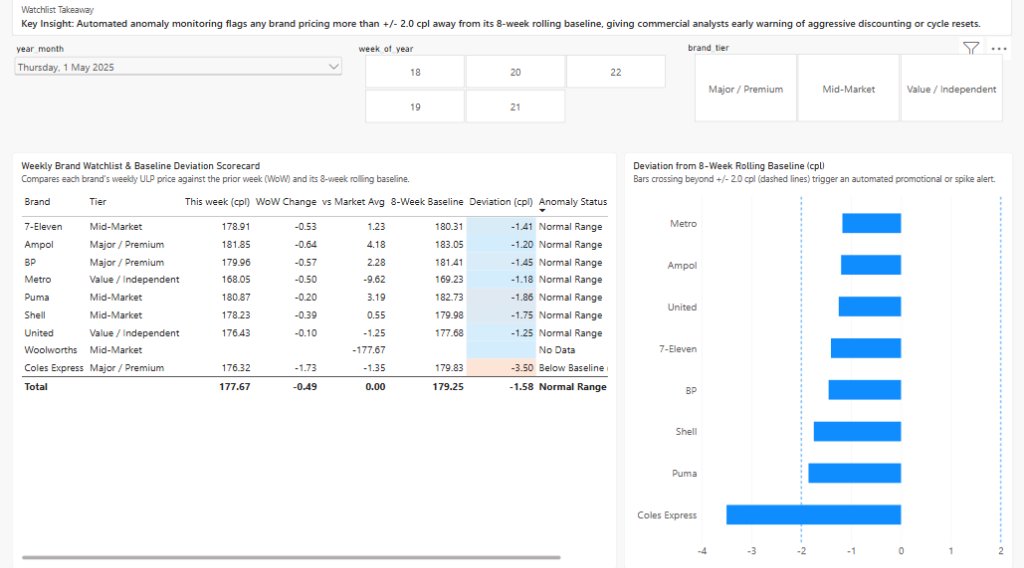 Watchlist Takeaway
Key Insight: Automated anomaly monitoring flags any brand pricing more than +/- 2.0 cpl away from its 8-week rolling baseline, giving commercial analysts early warning of aggressive discounting or cycle resets.
year_month
Thursday, 1 May 2025
week_of_year
18 20 22
19 21
brand_tier
Major / Premium Mid-Market Value / Independent
Weekly Brand Watchlist & Baseline Deviation Scorecard
Compares each brand's weekly ULP price against the prior week (WoW) and its 8-week rolling baseline.
Brand Tier This week (cpl) WoW Change vs Market Avg 8-Week Baseline Deviation (cpl) Anomaly Status
7-Eleven Mid-Market 178.91 -0.53 1.23 180.31 -1.41 Normal Range
Ampol Major / Premium 181.85 -0.64 4.18 183.05 -1.20 Normal Range
BP Major / Premium 179.96 -0.57 2.28 181.41 -1.45 Normal Range
Metro Value / Independent 168.05 -0.50 -9.62 169.23 -1.18 Normal Range
Puma Mid-Market 180.87 -0.20 3.19 182.73 -1.86 Normal Range
Shell Mid-Market 178.23 -0.39 0.55 179.98 -1.75 Normal Range
United Value / Independent 176.43 -0.10 -1.25 177.68 -1.25 Normal Range
Woolworths Mid-Market -177.67 No Data
Coles Express Major / Premium 176.32 -1.73 -1.35 179.83 -3.50 Below Baseline
Total 177.67 -0.49 0.00 179.25 -1.58 Normal Range
Deviation from 8-Week Rolling Baseline (cpl)
Bars crossing beyond +/- 2.0 cpl (dashed lines) trigger an automated promotional or spike alert.
Metro
Ampol
United
7-Eleven
BP
Shell
Puma
Coles Express
-4 -3 -2 -1 0 1 2